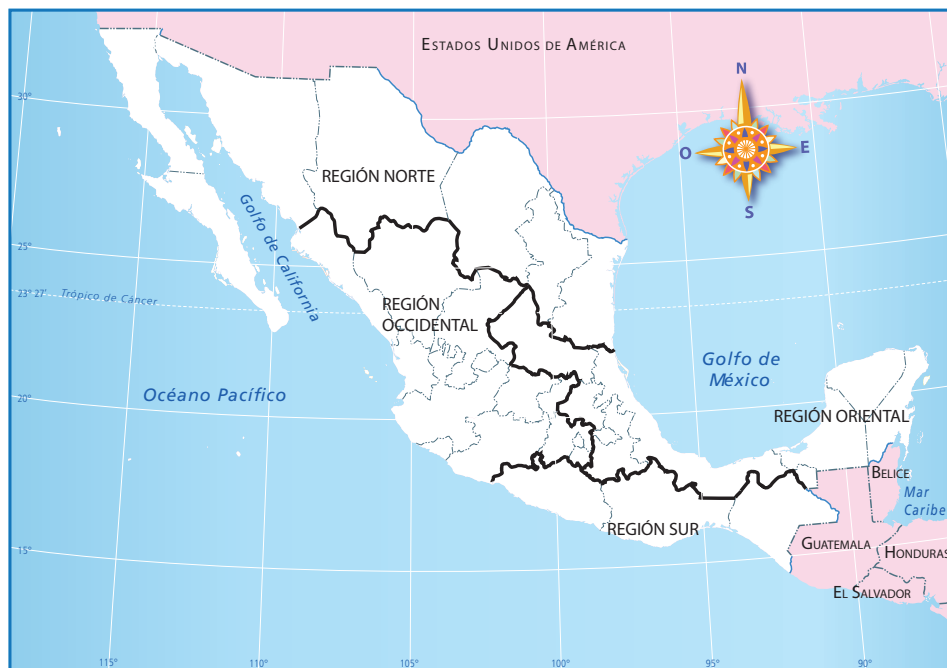 ESTADOS UNIDOS DE AMÉRICA
N
O
E
S
30°
REGIÓN NORTE
Golfo de California
25°
23° 27'
Trópico de Cáncer
REGIÓN
OCCIDENTAL
Golfo de
México
Océano Pacífico
20°
REGIÓN ORIENTAL
BELICE
Mar
Caribe
REGIÓN SUR
GUATEMALA
HONDURAS
15°
EL SALVADOR
115°
110°
105°
100°
95°
90°